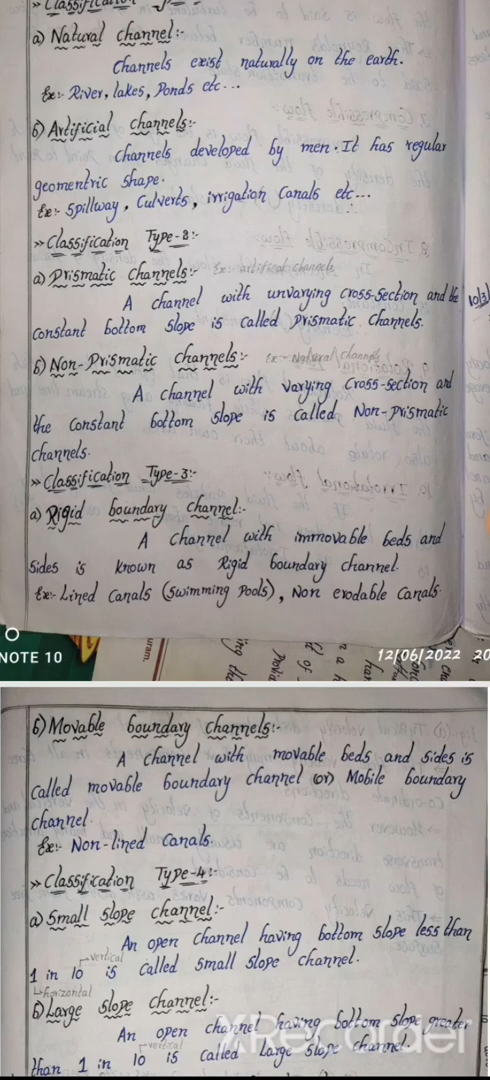 » Classification
a) Natural channel:-
Channels exist naturally on the earth.
Ex:- River, lakes, Ponds etc...
b) Artificial channels:-
Channels developed by men. It has regular
geomentric shape.
Ex:- Spillway, Culverts, irrigation Canals etc...
» Classification Type-2:-
a) Prismatic Channels:- Ex:- artifical channels
A channel with unvarying cross-section and the
constant bottom slope is called Prismatic channels.
b) Non-Prismatic channels:- Ex:- Natural channel
A channel with varying cross-section and
the constant bottom slope is called Non-Prismatic
channels.
» Classification Type-3:-
a) Rigid boundary channel:-
A channel with immovable beds and
sides is known as Rigid boundary channel.
Ex:- Lined Canals (swimming Pools), Non erodable Canals.
NOTE 10
12/06/2022 20
b) Movable boundary channels:-
A channel with movable beds and sides is
called movable boundary channel (or) Mobile boundary
channel.
Ex:- Non-lined Canals.
» Classification Type-4:-
a) Small slope channel:-
An open channel having bottom slope less than
vertical
1 in 10 is called small slope channel.
horizontal
b) Large slope channel:-
An open channel having bottom slope greater
vertical
than 1 in 10 is called large slope channel.
XRecorder